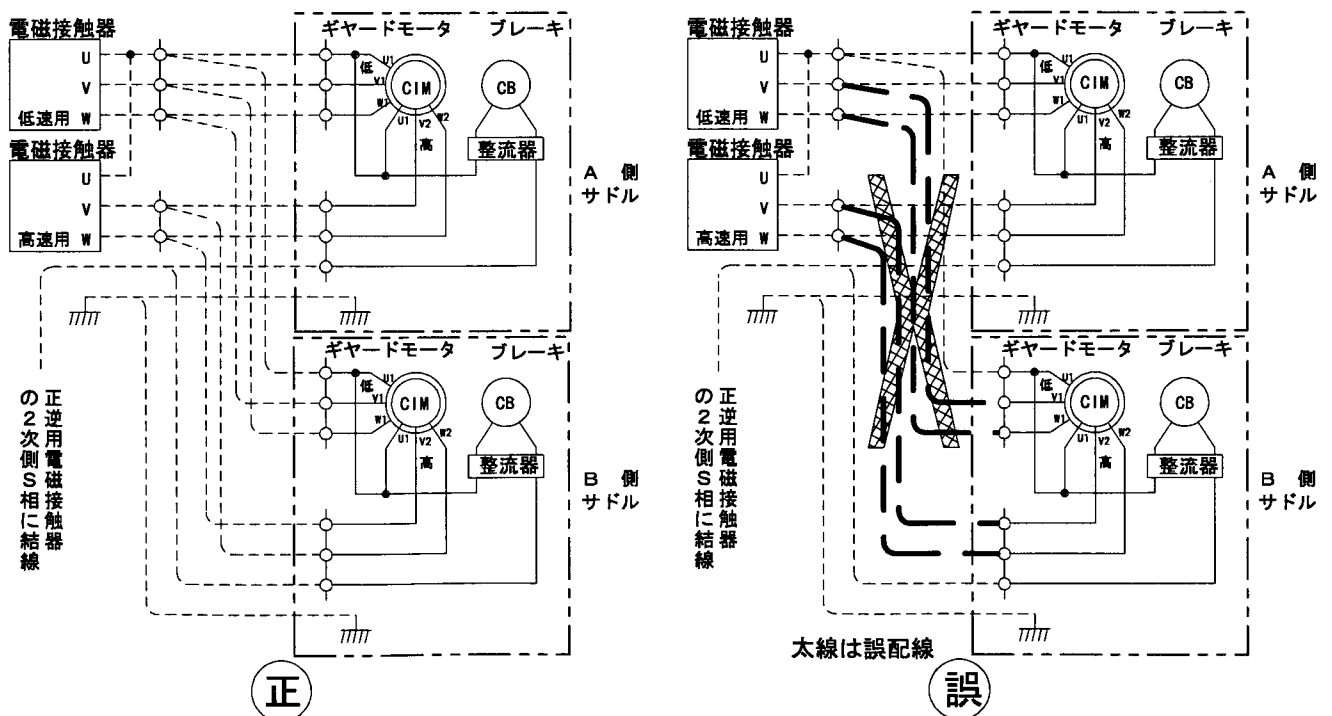 電磁接触器
U
V
低速用 W
電磁接触器
U
V
高速用 W
ギヤードモータ ブレーキ
低
U1
V1
W1
CIM
U1
V2
W2
高
CB
整流器
A 側
サドル
ギヤードモータ ブレーキ
低
U1
V1
W1
CIM
U1
V2
W2
高
CB
整流器
B 側
サドル
正逆用電磁接触器
の2次側S相に結線
正
電磁接触器
U
V
低速用 W
電磁接触器
U
V
高速用 W
ギヤードモータ ブレーキ
低
U1
V1
W1
CIM
U1
V2
W2
高
CB
整流器
A 側
サドル
ギヤードモータ ブレーキ
低
U1
V1
W1
CIM
U1
V2
W2
高
CB
整流器
B 側
サドル
正逆用電磁接触器
の2次側S相に結線
太線は誤配線
誤